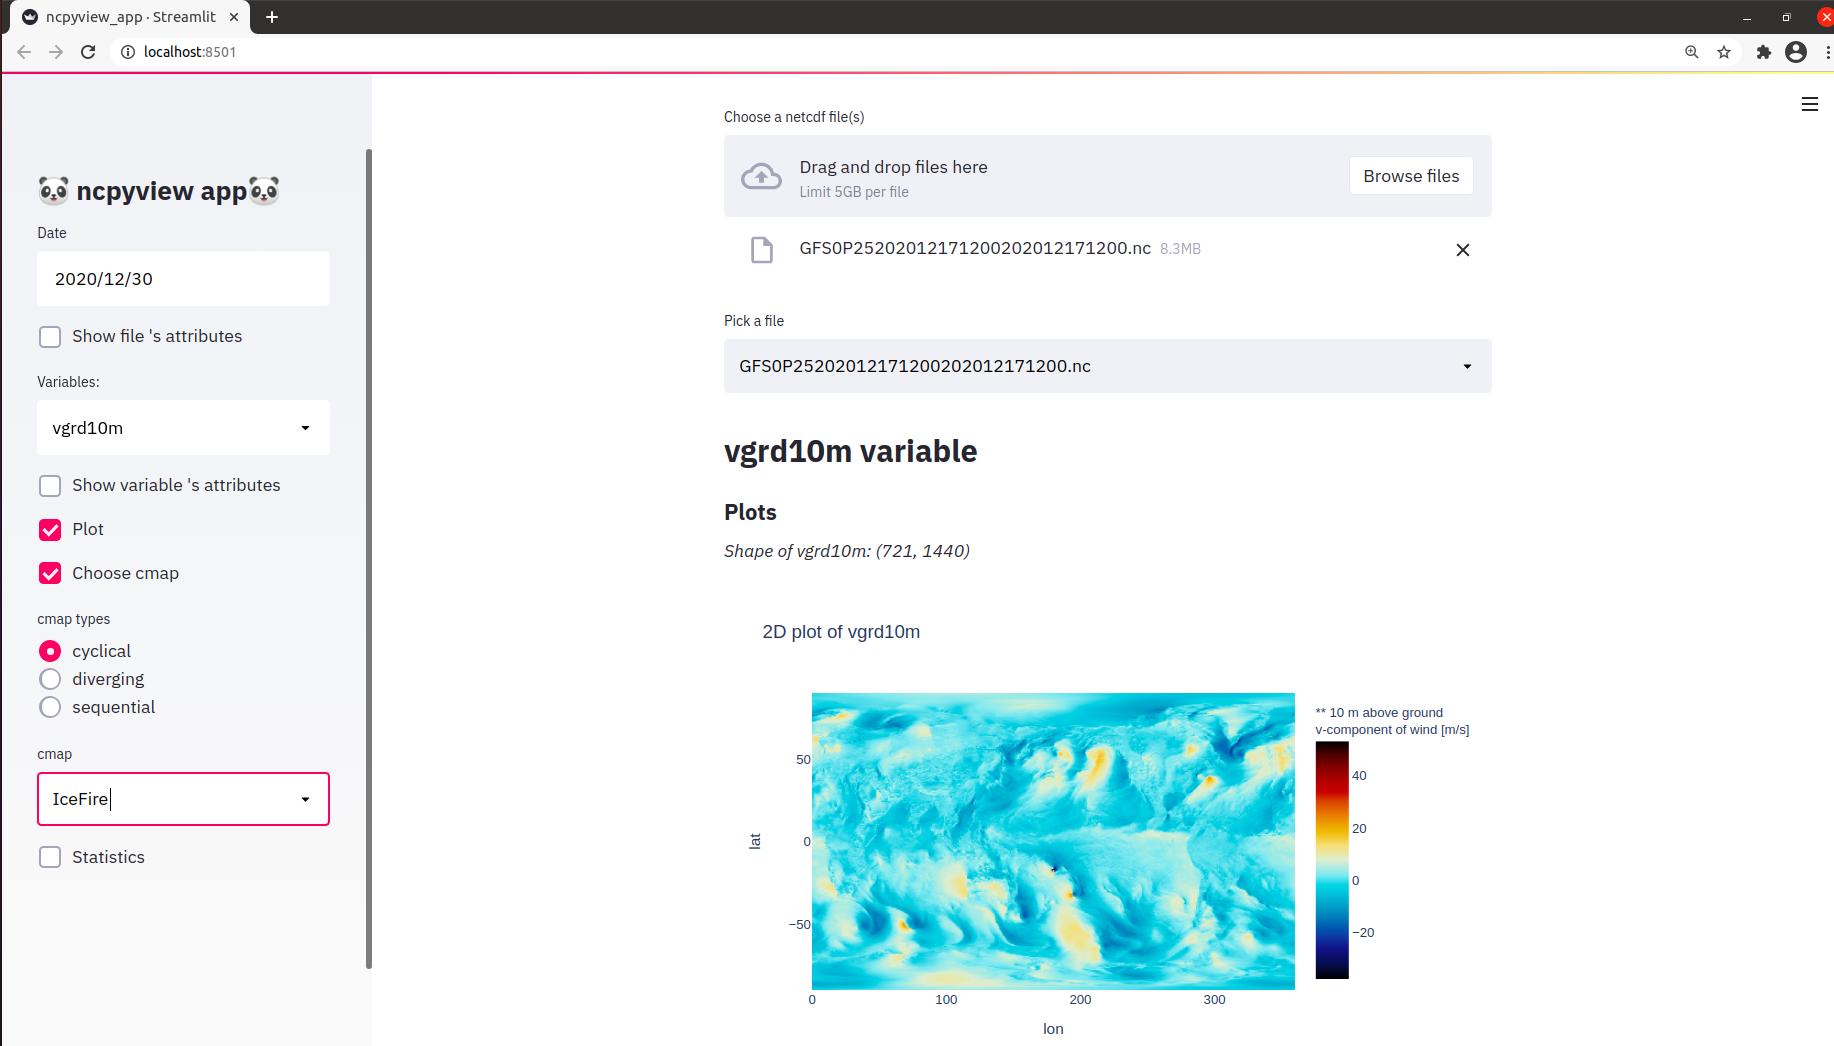 ncpyview_app · Streamlit
localhost:8501
ncpyview app
Date
2020/12/30
Show file 's attributes
Variables:
vgrd10m
Show variable 's attributes
Plot
Choose cmap
cmap types
cyclical
diverging
sequential
cmap
IceFire
Statistics
Choose a netcdf file(s)
Drag and drop files here
Limit 5GB per file
Browse files
GFS0P25202012171200202012171200.nc 8.3MB
Pick a file
GFS0P25202012171200202012171200.nc
vgrd10m variable
Plots
Shape of vgrd10m: (721, 1440)
2D plot of vgrd10m
** 10 m above ground
v-component of wind [m/s]
40
20
0
−20
50
0
−50
lat
0 100 200 300
lon